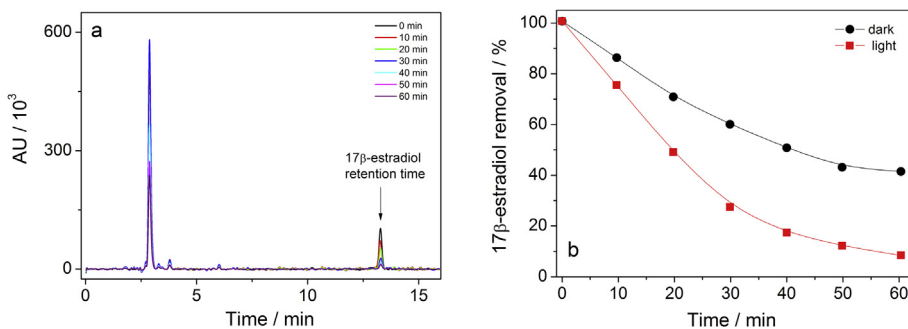 a
0 min
10 min
20 min
30 min
40 min
50 min
60 min
17β-estradiol
retention time
600
300
0
AU / 10³
0
5
10
15
Time / min
dark
light
100
80
60
40
20
0
17β-estradiol removal / %
b
0
10
20
30
40
50
60
Time / min